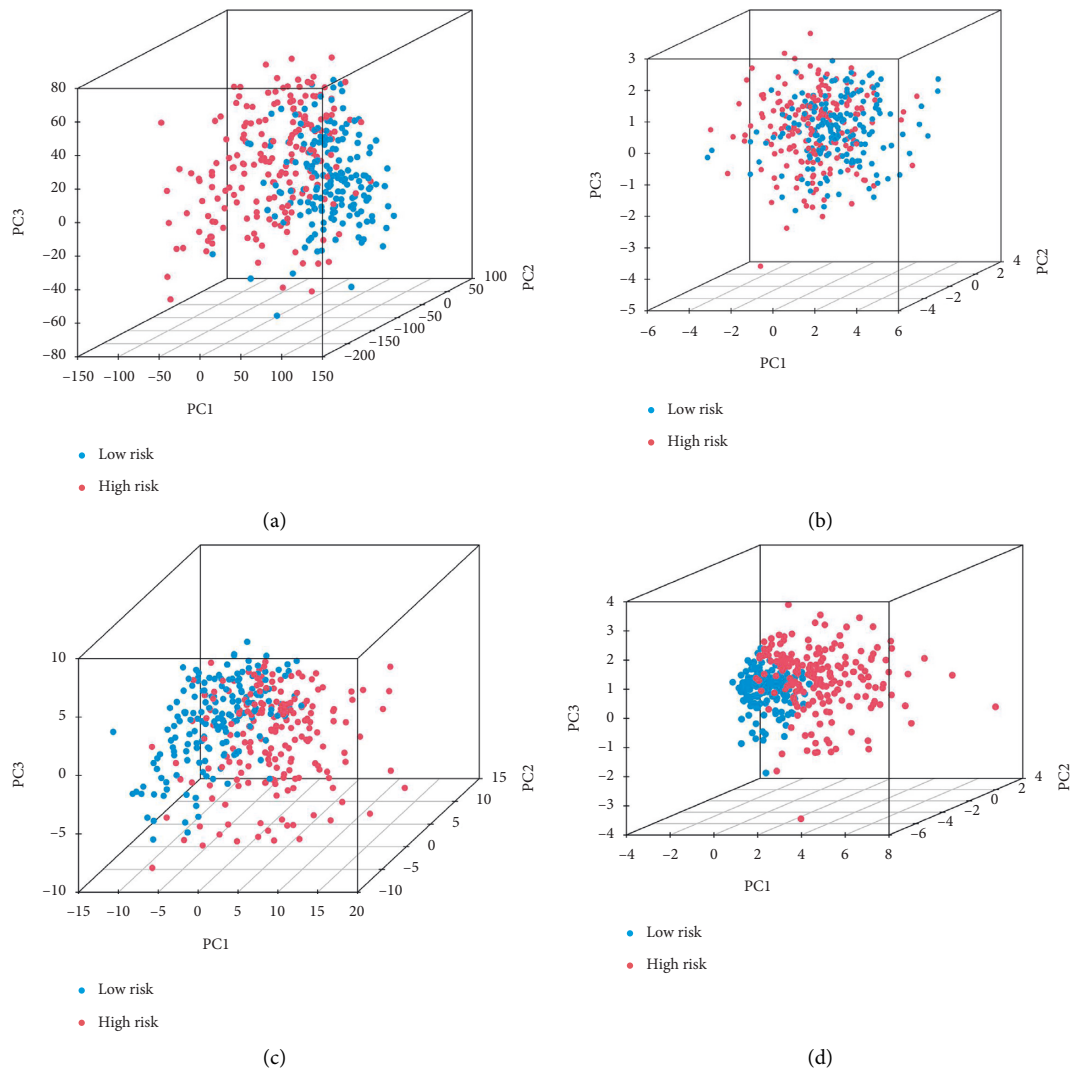 80
60
40
20
0
−20
−40
−60
−80
PC3
−150 −100 −50 0 50 100 150
PC1
−200
−150
−100
−50
0
50
100
PC2
Low risk
High risk
(a)
3
2
1
0
−1
−2
−3
−4
−5
PC3
−6 −4 −2 0 2 4 6
PC1
−4
−2
0
2
4
PC2
Low risk
High risk
(b)
10
5
0
−5
−10
PC3
−15 −10 −5 0 5 10 15 20
PC1
−10
−5
0
5
10
15
PC2
Low risk
High risk
(c)
4
3
2
1
0
−1
−2
−3
−4
PC3
−4 −2 0 2 4 6 8
PC1
−6
−4
−2
0
2
4
PC2
Low risk
High risk
(d)